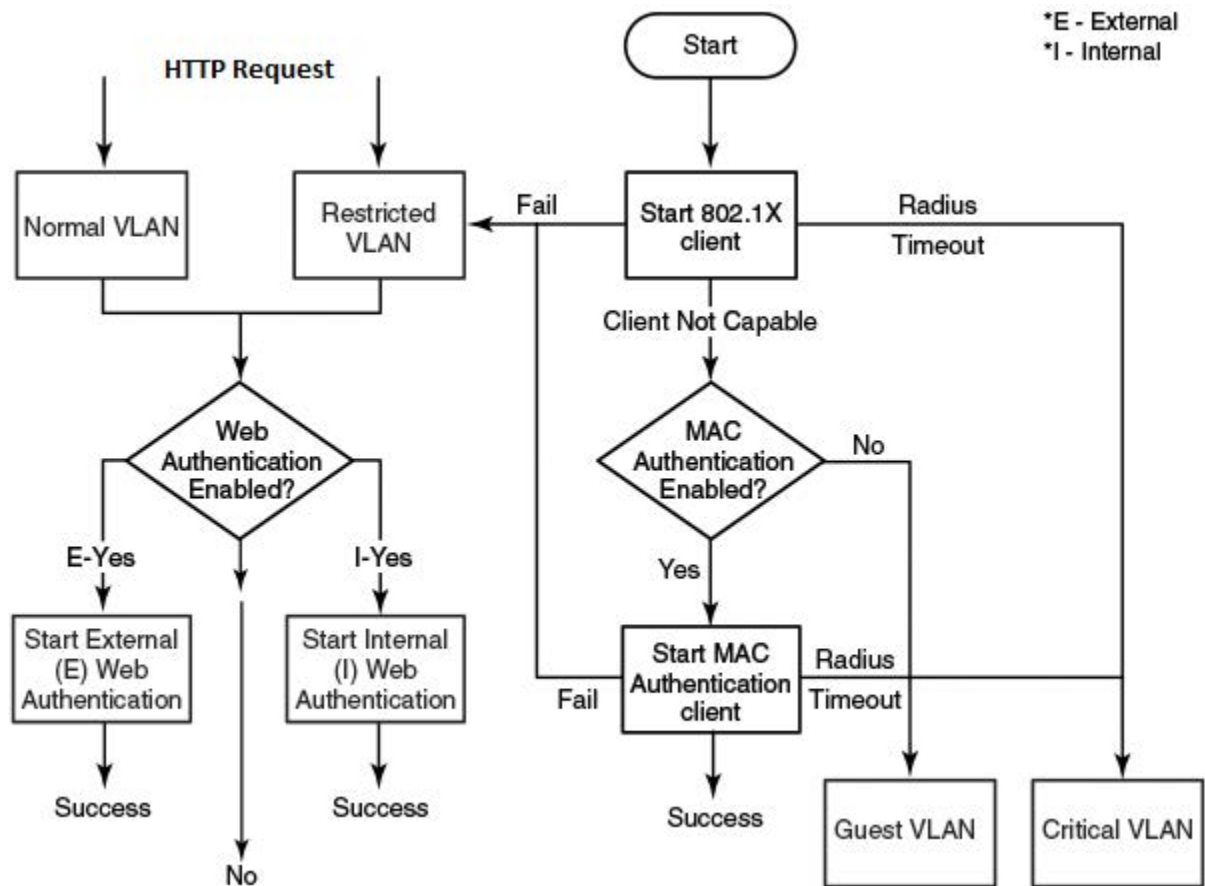 *E - External
*I - Internal
Start
HTTP Request
Normal VLAN
Restricted
VLAN
Fail
Start 802.1X
client
Radius
Timeout
Client Not Capable
Web
Authentication
Enabled?
MAC
Authentication
Enabled?
No
E-Yes
I-Yes
Yes
Start External
(E) Web
Authentication
Start Internal
(I) Web
Authentication
Fail
Start MAC
Authentication
client
Radius
Timeout
Success
Success
Success
Guest VLAN
Critical VLAN
No